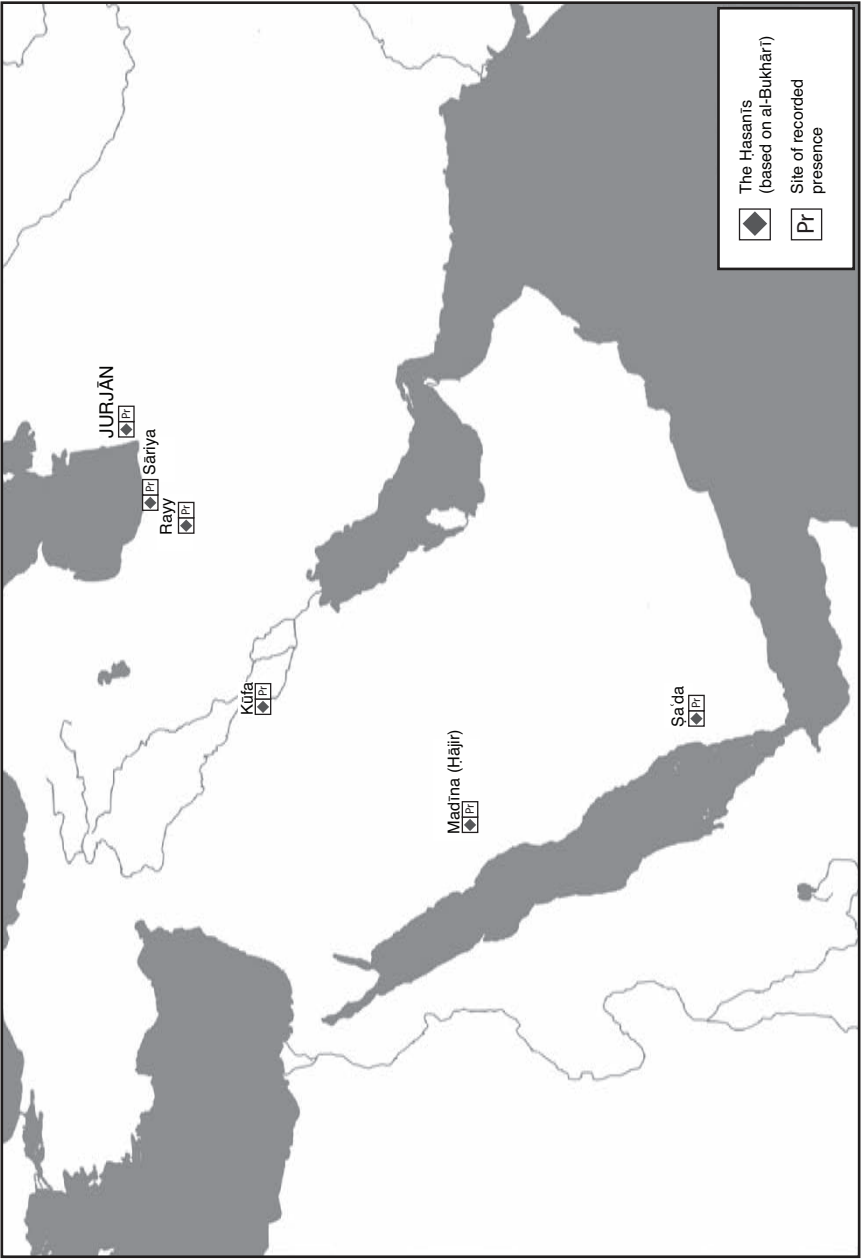 JURJĀN
Pr
Pr Sāriya
Rayy
Pr
Kūfa
Pr
Madīna (Ḥājir)
Pr
Ṣaʿda
Pr
The Ḥasanīs
(based on al-Bukhārī)
Pr
Site of recorded
presence